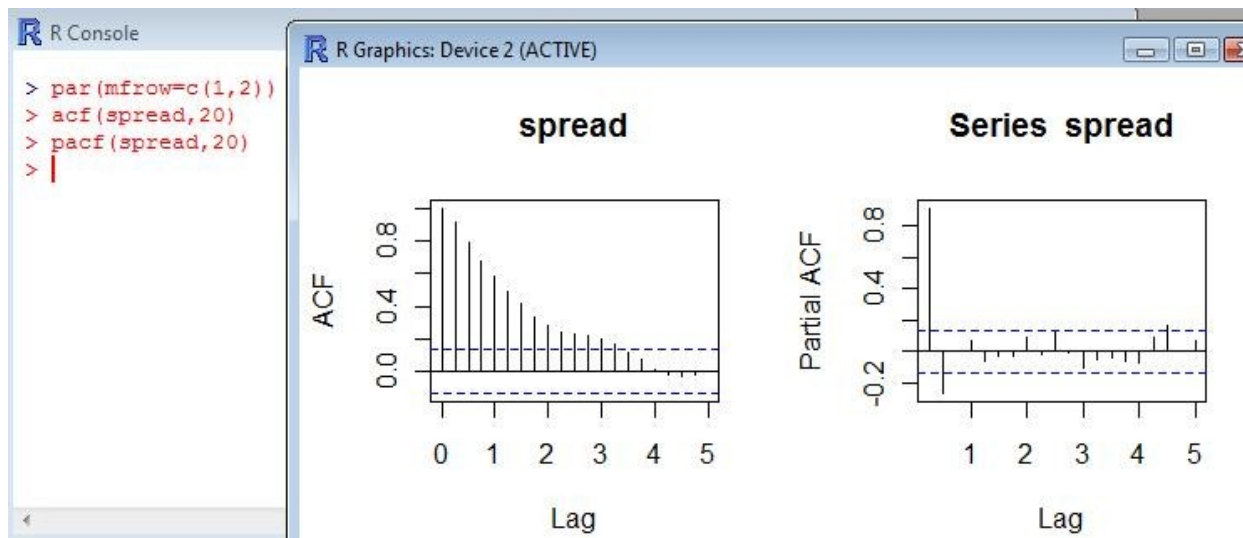 R Console
R Graphics: Device 2 (ACTIVE)
> par(mfrow=c(1,2))
> acf(spread,20)
> pacf(spread,20)
>
spread
Series spread
ACF
0.8
0.4
0.0
0 1 2 3 4 5
Lag
Partial ACF
0.8
0.4
-0.2
1 2 3 4 5
Lag